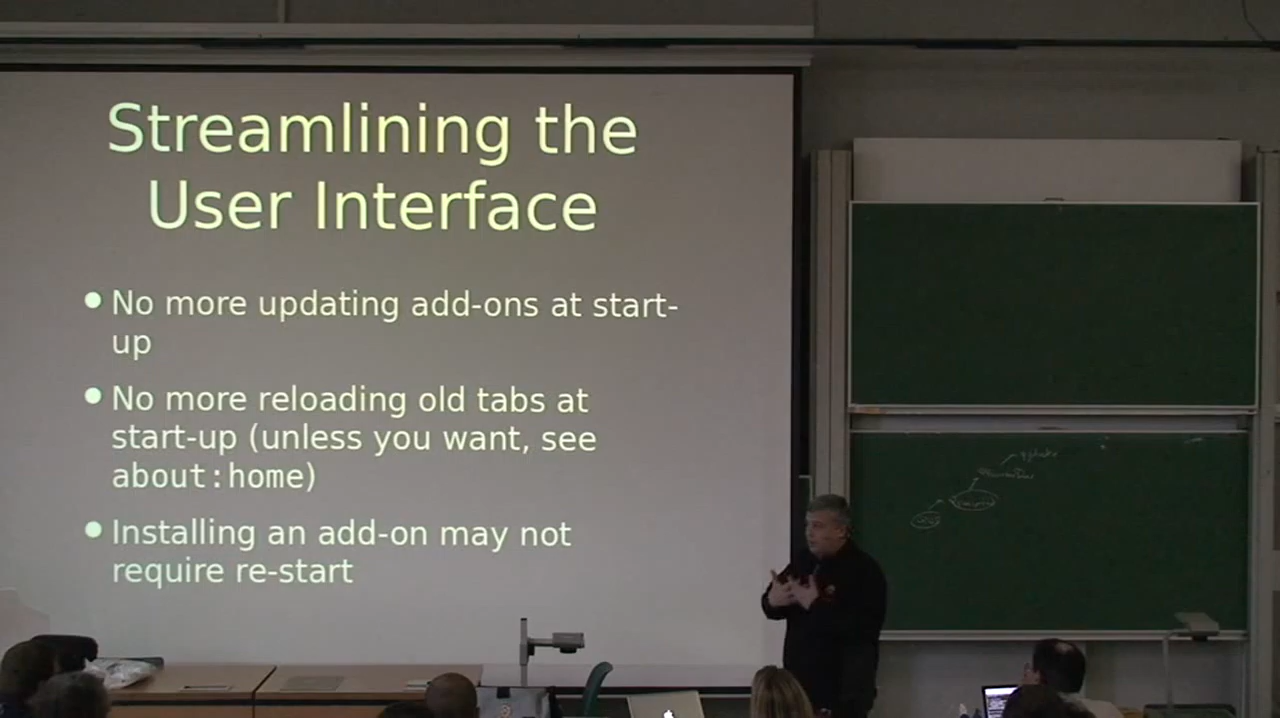 Streamlining the
User Interface
• No more updating add-ons at start-
up
• No more reloading old tabs at
start-up (unless you want, see
about:home)
• Installing an add-on may not
require re-start